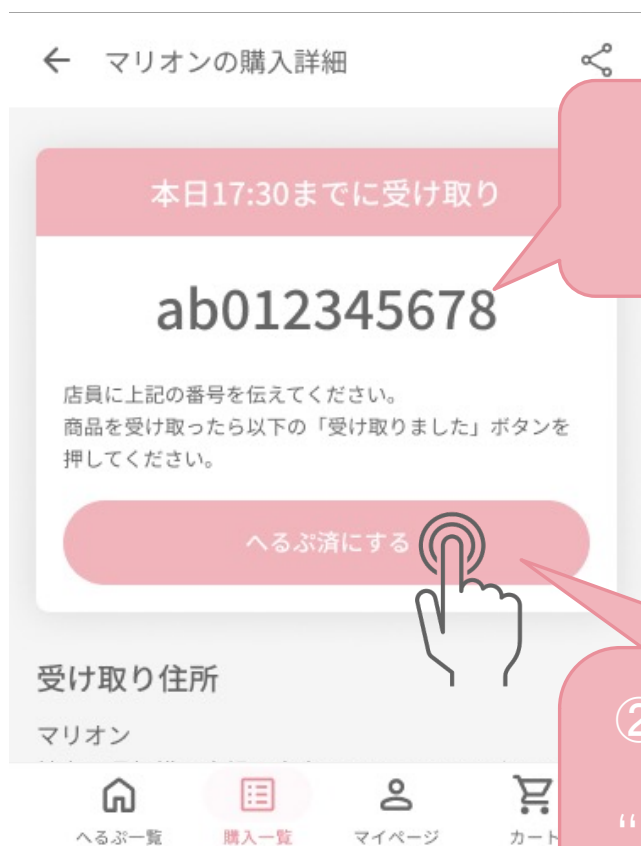 マリオンの購入詳細
本日17:30までに受け取り
ab012345678
店員に上記の番号を伝えてください。
商品を受け取ったら以下の「受け取りました」ボタンを
押してください。
へるぷ済にする
受け取り住所
マリオン
②
“
へるぷ一覧
購入一覧
マイページ
カート